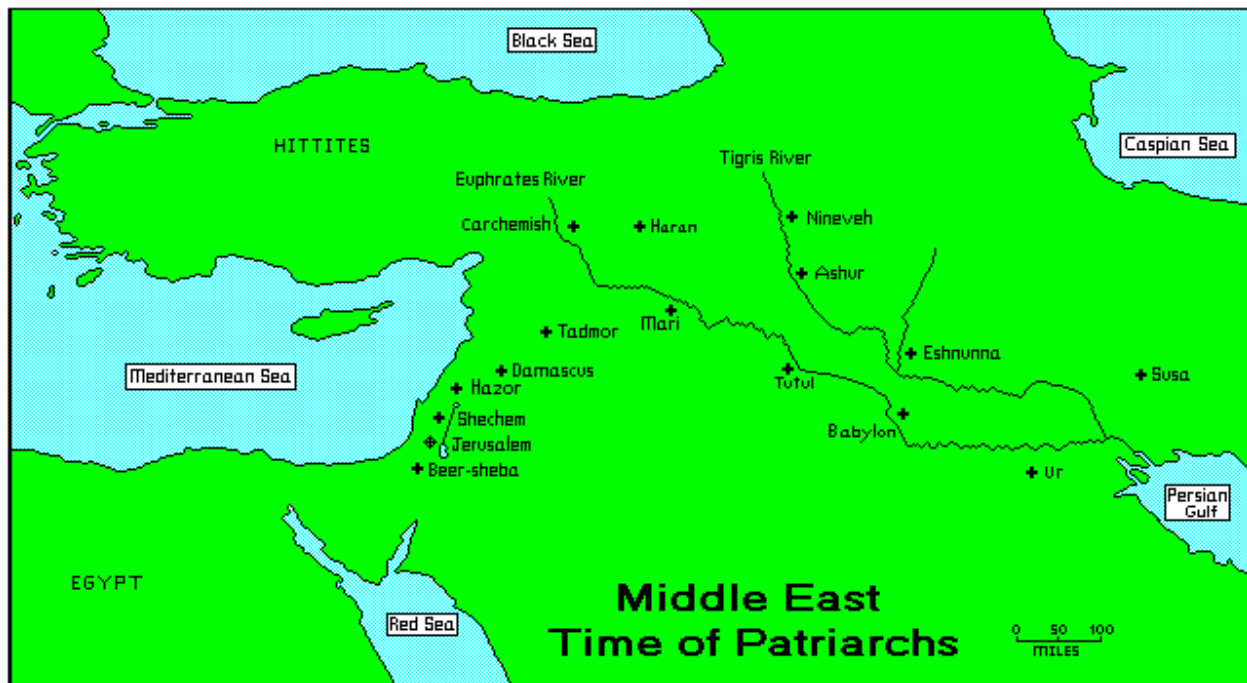 Black Sea
Caspian Sea
HITTITES
Tigris River
Euphrates River
Carchemish
Haran
Nineveh
Ashur
Mari
Tadmor
Eshnunna
Mediterranean Sea
Damascus
Tutul
Susa
Hazor
Shechem
Babylon
Jerusalem
Beer-sheba
Ur
Persian
Gulf
EGYPT
Red Sea
Middle East
Time of Patriarchs
0 50 100
MILES